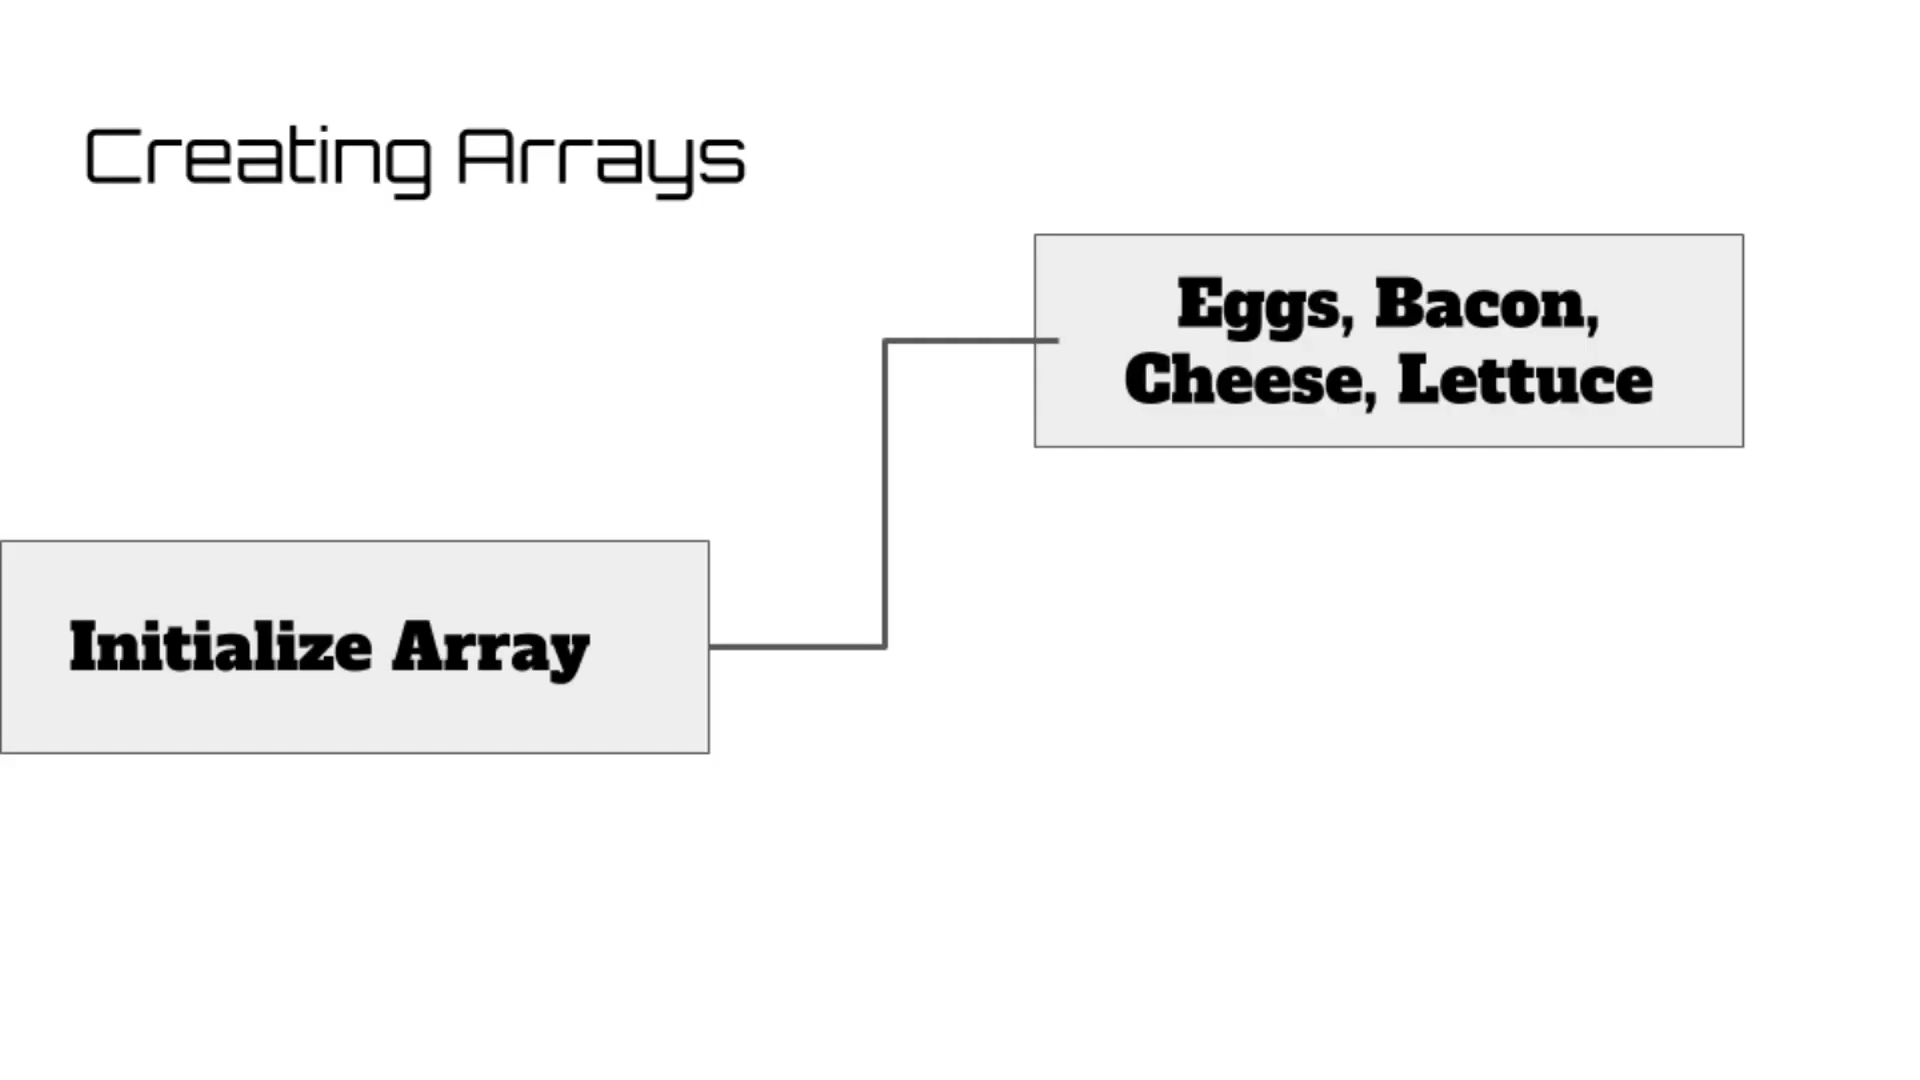 Creating Arrays
Eggs, Bacon,
Cheese, Lettuce
Initialize Array